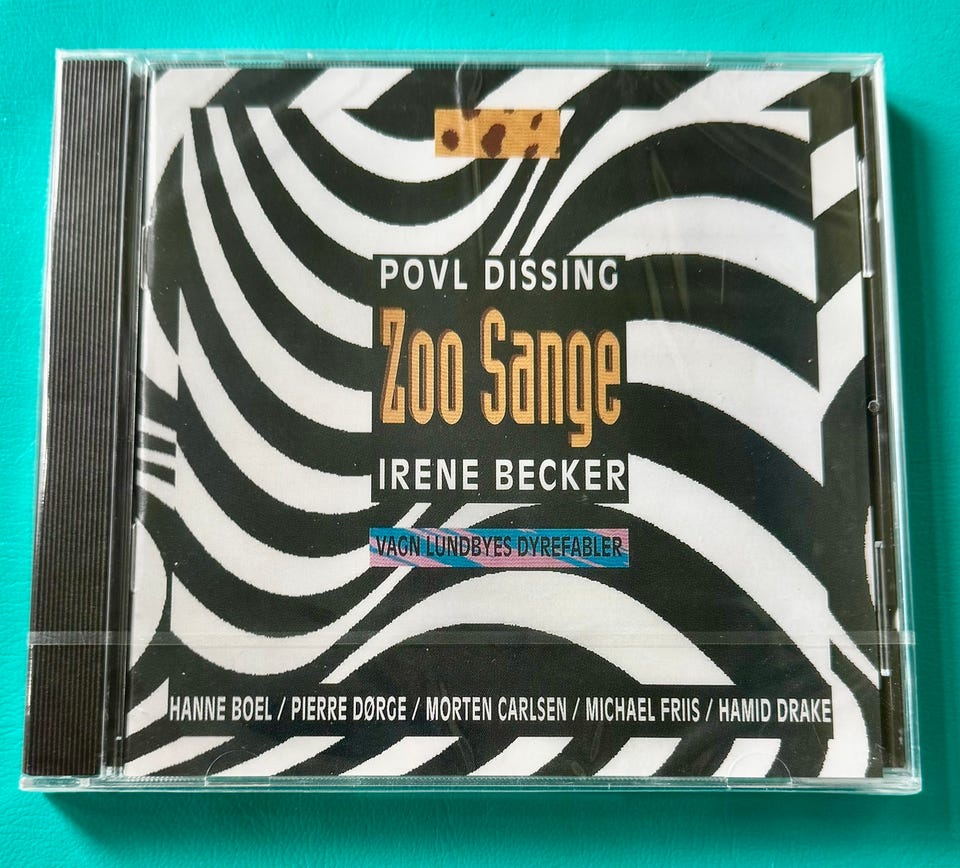 POVL DISSING
Zoo Sange
IRENE BECKER
VAGN LUNDBYES DYREFABLER
HANNE BOEL / PIERRE DØRGE / MORTEN CARLSEN / MICHAEL FRIIS / HAMID DRAKE